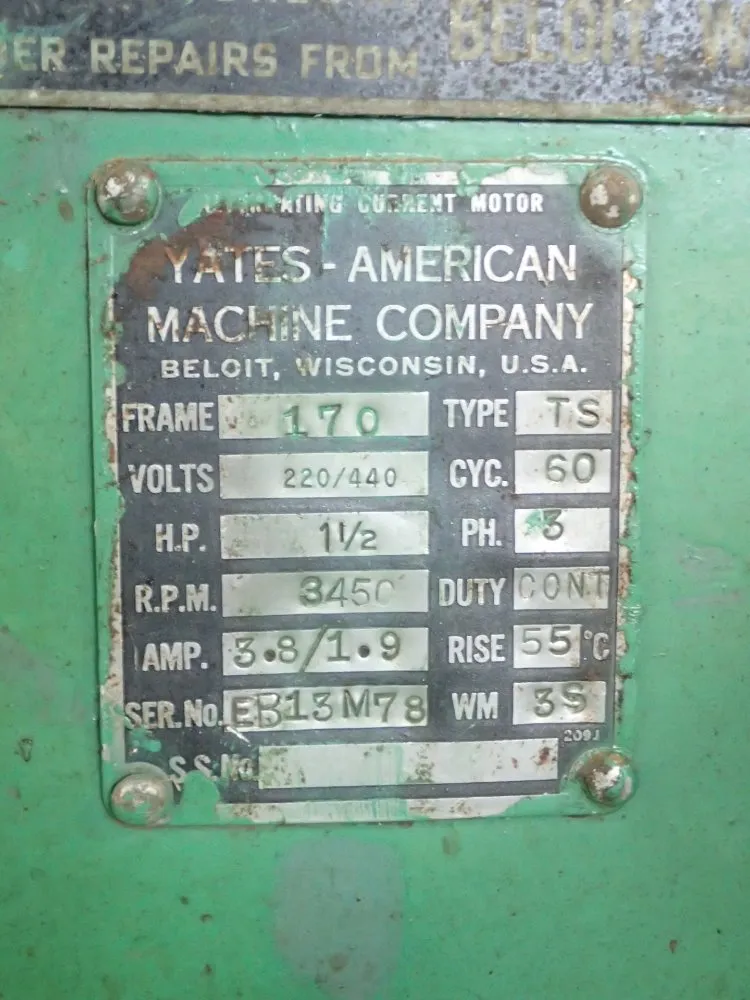 REPAIRS FROM BELOIT, W
CURRENT MOTOR
YATES-AMERICAN
MACHINE COMPANY
BELOIT, WISCONSIN, U.S.A.
FRAME 170 TYPE TS
VOLTS 220/440 CYC. 60
H.P. 1½ PH. 3
R.P.M. 3450 DUTY CONT
AMP. 3.8/1.9 RISE 55 °C
SER. NO. EB13M78 WM 3S
209J
S.S. NO.